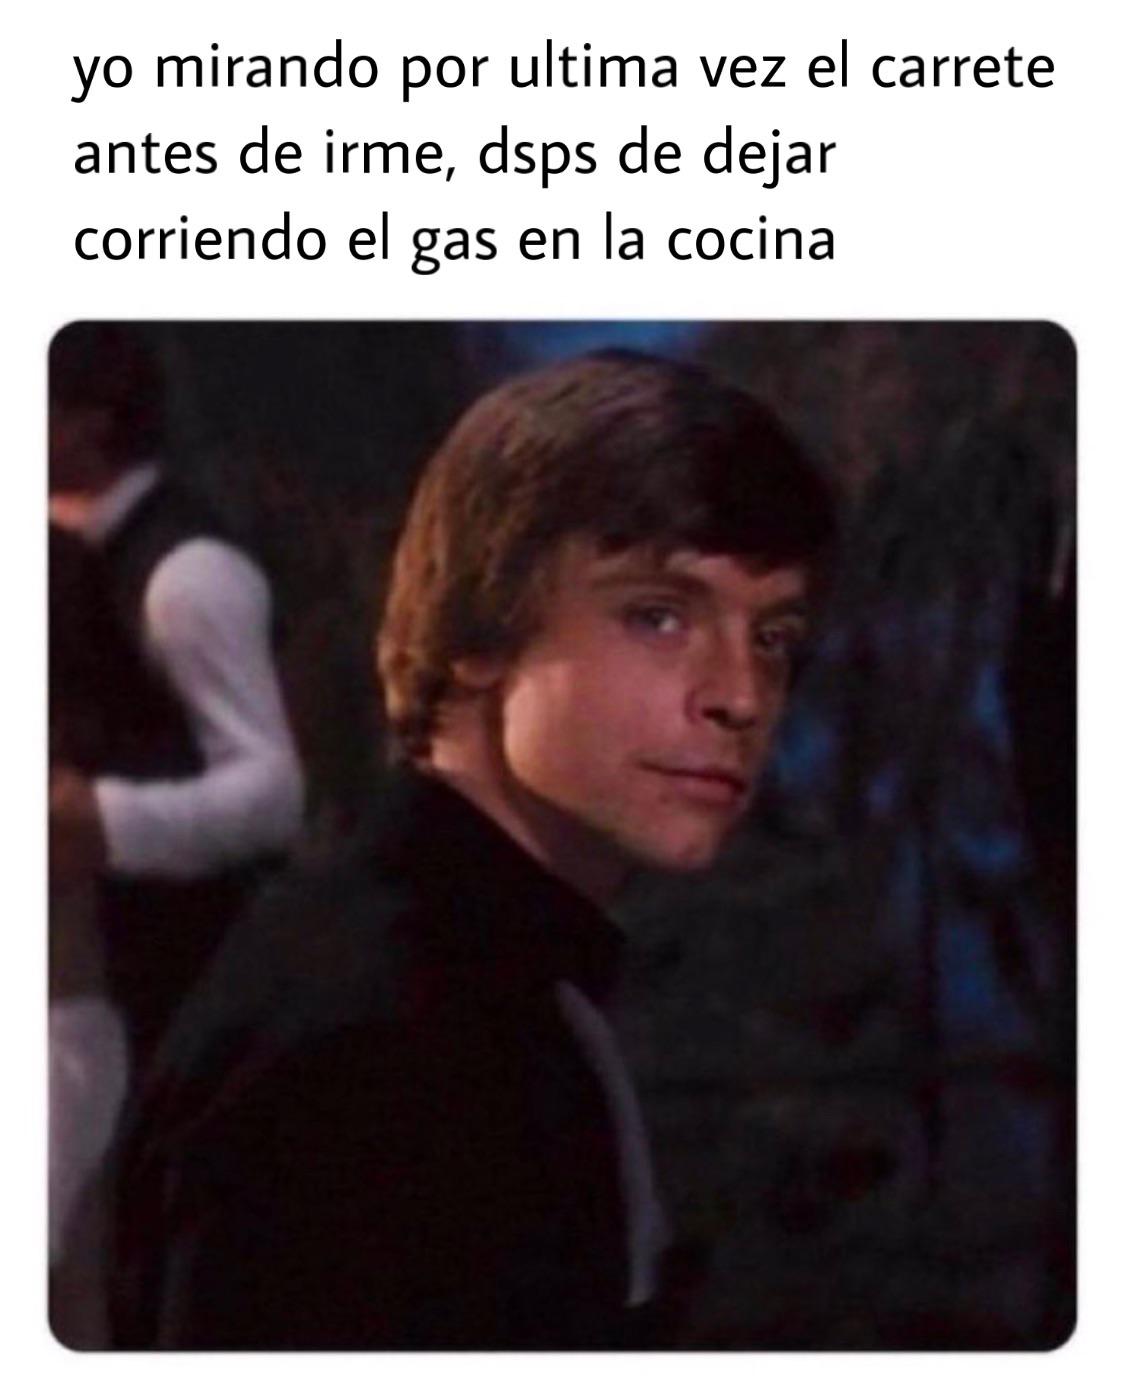 yo mirando por ultima vez el carrete
antes de irme, dsps de dejar
corriendo el gas en la cocina